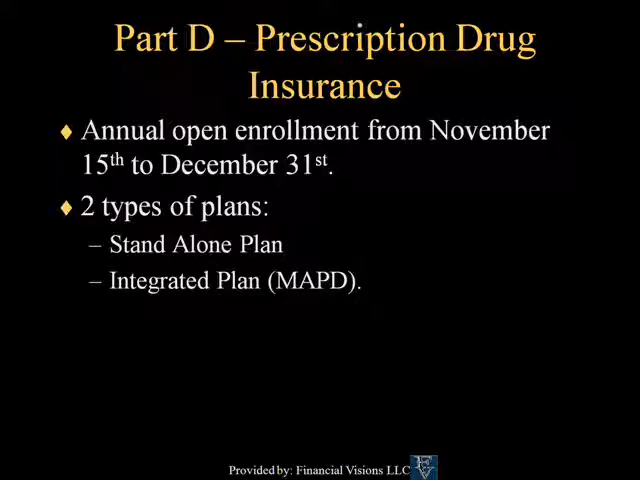 Part D – Prescription Drug
Insurance
♦ Annual open enrollment from November
15th to December 31st.
♦ 2 types of plans:
– Stand Alone Plan
– Integrated Plan (MAPD).
Provided by: Financial Visions LLC